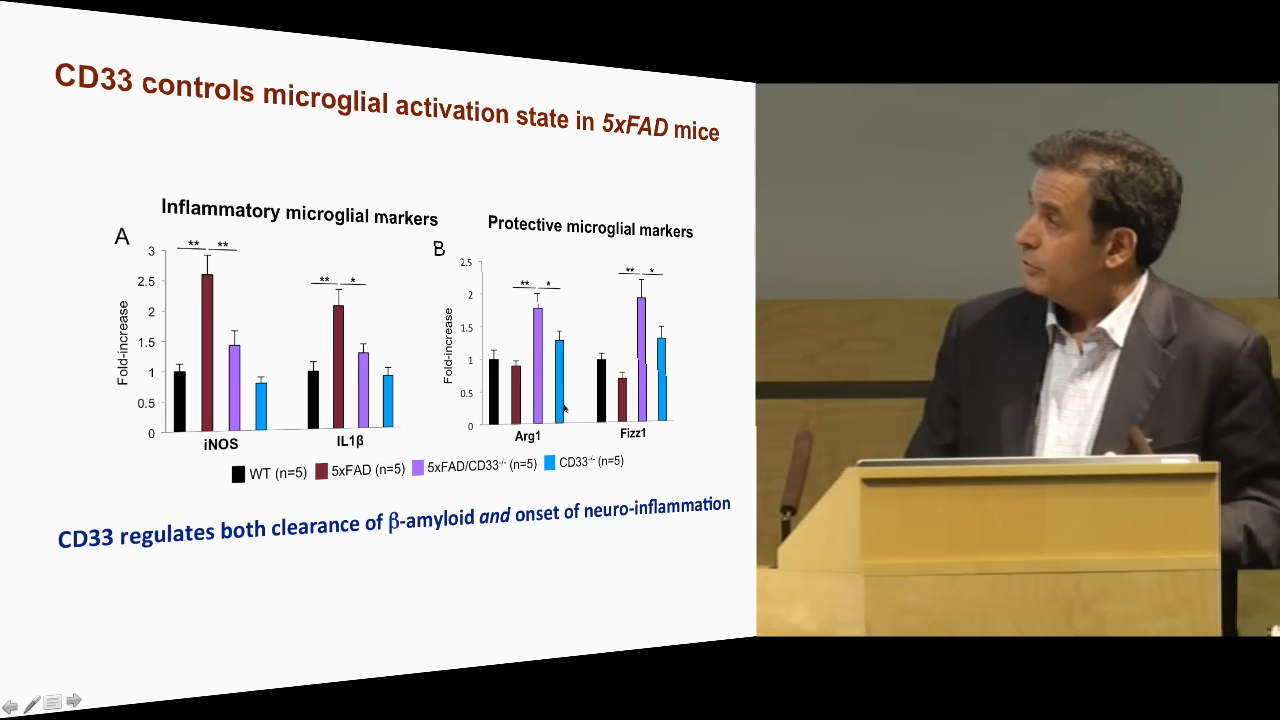 CD33 controls microglial activation state in 5xFAD mice
Inflammatory microglial markers
Protective microglial markers
A
** **
** *
3
2.5
2
1.5
1
0.5
0
Fold-increase
iNOS
IL1β
B
** *
** *
2.5
2
1.5
1
0.5
0
Fold-increase
Arg1
Fizz1
WT (n=5) 5xFAD (n=5) 5xFAD/CD33-/- (n=5) CD33-/- (n=5)
CD33 regulates both clearance of β-amyloid and onset of neuro-inflammation